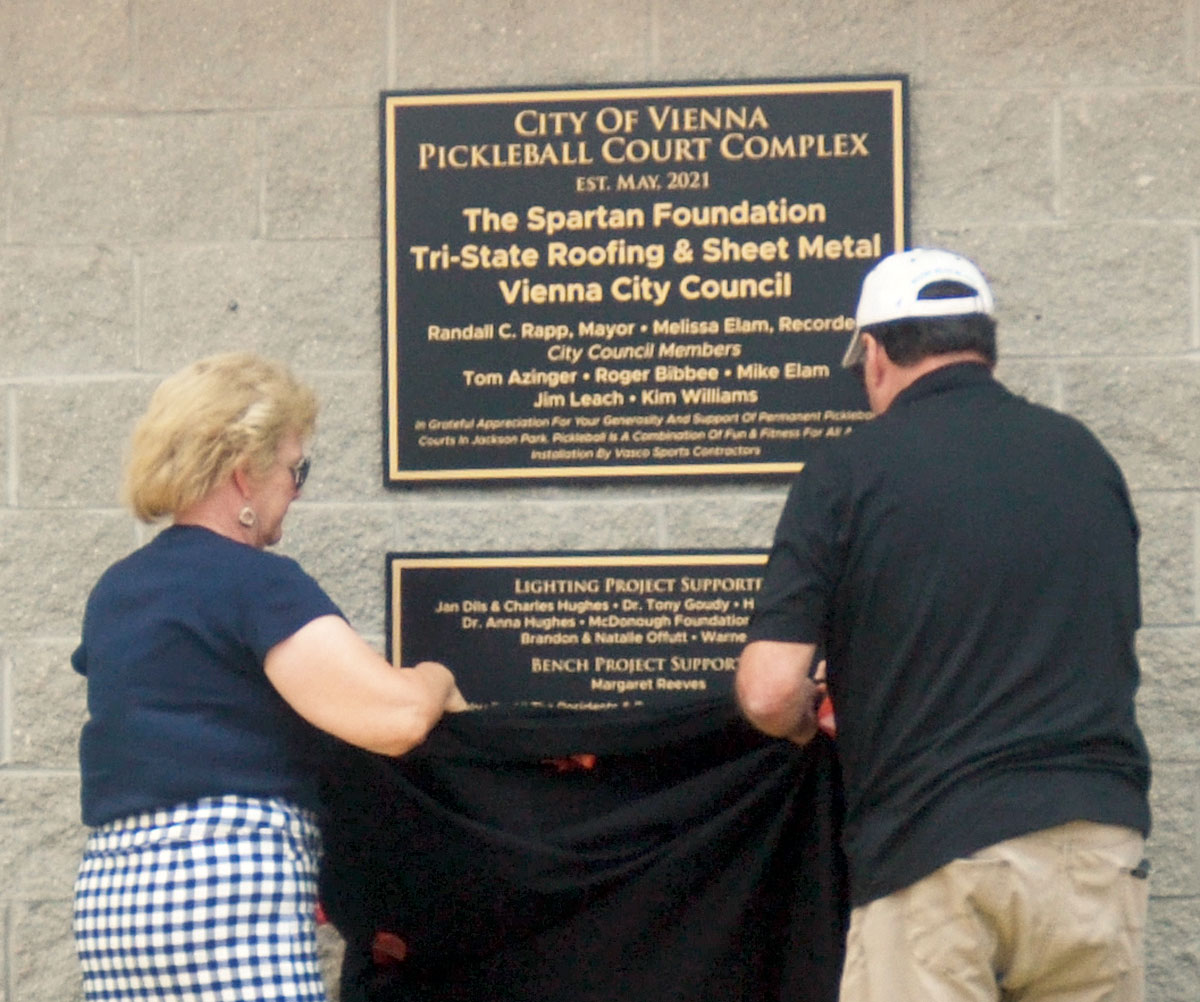 CITY OF VIENNA
PICKLEBALL COURT COMPLEX
EST. MAY, 2021
The Spartan Foundation
Tri-State Roofing & Sheet Metal
Vienna City Council
Randall C. Rapp, Mayor • Melissa Elam, Recorde
City Council Members
Tom Azinger • Roger Bibbee • Mike Elam
Jim Leach • Kim Williams
In Grateful Appreciation For Your Generosity And Support Of Permanent Pickleba
Courts In Jackson Park. Pickleball Is A Combination Of Fun & Fitness For All A
Installation By Vasco Sports Contractors
LIGHTING PROJECT SUPPORTE
Jan Dils & Charles Hughes • Dr. Tony Goudy • H
Dr. Anna Hughes • McDonough Foundation
Brandon & Natalie Offutt • Warne
BENCH PROJECT SUPPORT
Margaret Reeves